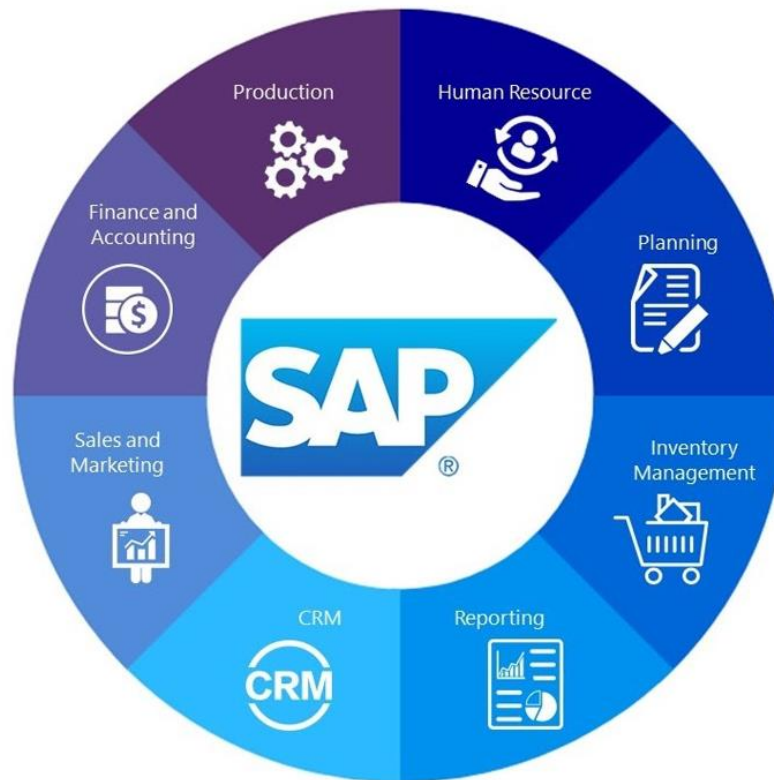 Production
Human Resource
Finance and
Accounting
Planning
SAP
®
Sales and
Marketing
Inventory
Management
CRM
Reporting
CRM
$